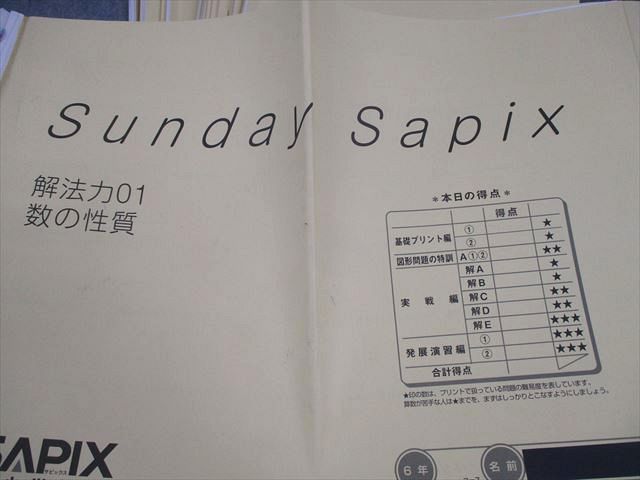 Sunday Sapix
解法力01
数の性質
＊本日の得点＊
得点
基礎プリント編 ① ★
② ★
図形問題の特訓 A①② ★★
実戦編 解A ★
解B ★
解C ★★
解D ★★
解E ★★★
発展演習編 ① ★★★
② ★★★
合計得点
★印の数は、プリントで扱っている問題の難易度を表しています。
算数が苦手な人は★までを、まずはしっかりとこなすようにしましょう。
SAPIX
サピックス
6年
名前